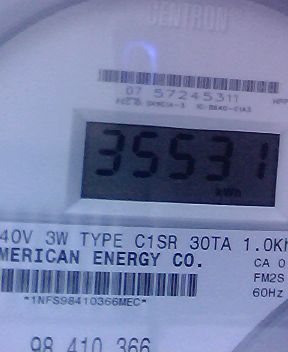 CENTRON
07 57245311
35531
kWh
40V 3W TYPE C1SR 30TA 1.0Kh
MERICAN ENERGY CO.
CA 0
FM2S
60Hz
*1NFS98410366MEC*
98 410 366